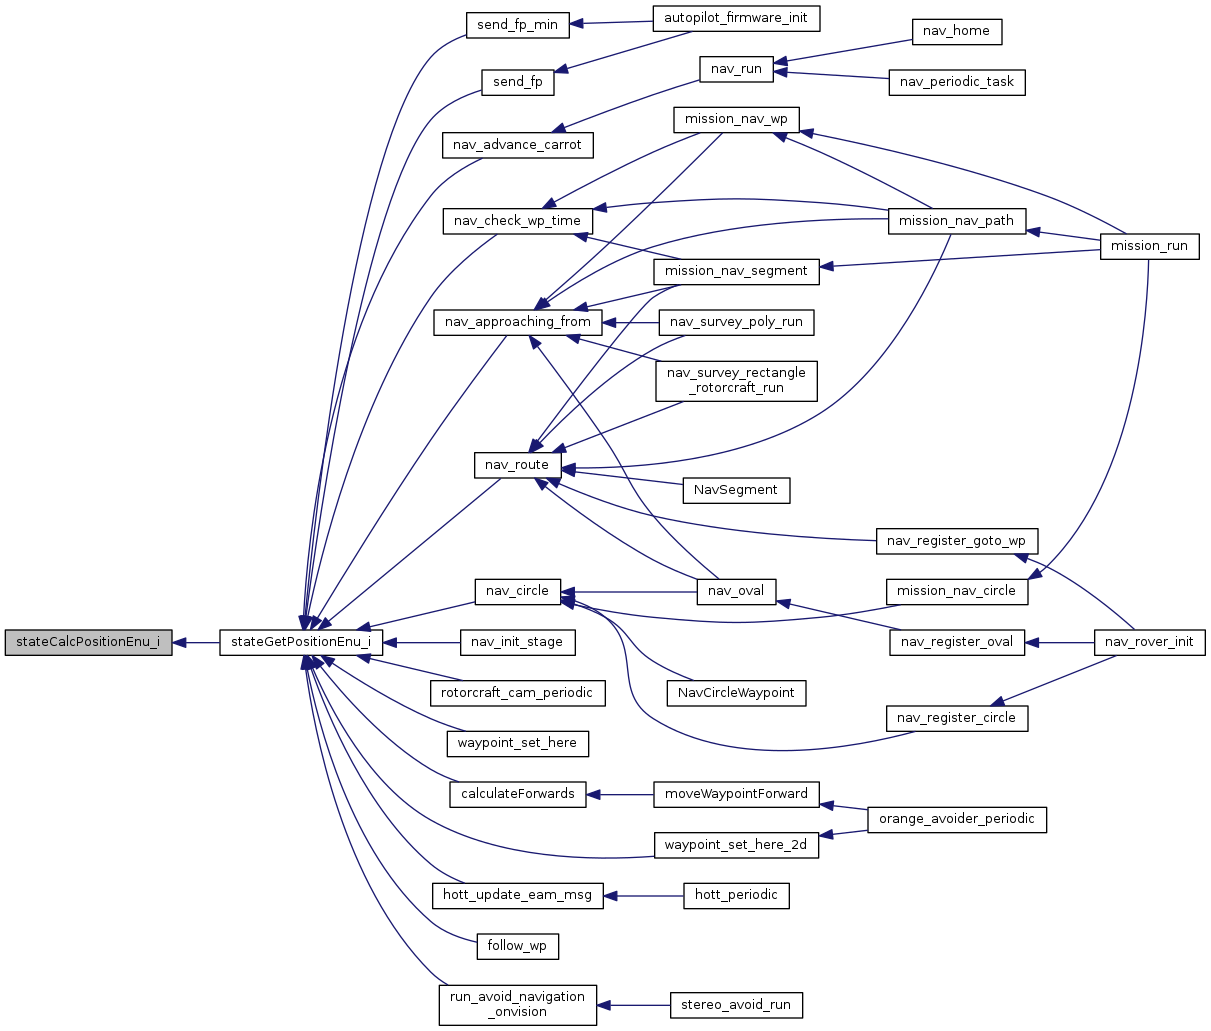 send_fp_min
autopilot_firmware_init
nav_home
send_fp
nav_run
nav_periodic_task
mission_nav_wp
nav_advance_carrot
nav_check_wp_time
mission_nav_path
mission_run
mission_nav_segment
nav_approaching_from
nav_survey_poly_run
nav_survey_rectangle
_rotorcraft_run
nav_route
NavSegment
nav_register_goto_wp
nav_circle
nav_oval
mission_nav_circle
stateCalcPositionEnu_i
stateGetPositionEnu_i
nav_init_stage
nav_register_oval
nav_rover_init
rotorcraft_cam_periodic
NavCircleWaypoint
nav_register_circle
waypoint_set_here
calculateForwards
moveWaypointForward
orange_avoider_periodic
waypoint_set_here_2d
hott_update_eam_msg
hott_periodic
follow_wp
run_avoid_navigation
_onvision
stereo_avoid_run